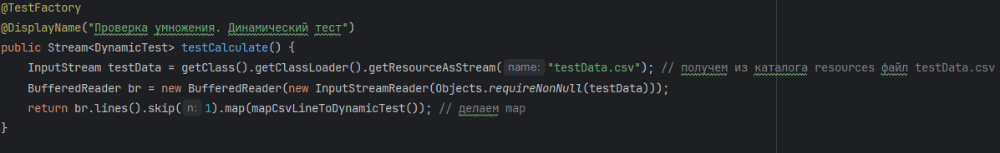 @TestFactory
@DisplayName("Проверка умножения. Динамический тест")
public Stream<DynamicTest> testCalculate() {
    InputStream testData = getClass().getClassLoader().getResourceAsStream( name: "testData.csv"); // получем из каталога resources файл testData.csv
    BufferedReader br = new BufferedReader(new InputStreamReader(Objects.requireNonNull(testData)));
    return br.lines().skip( n: 1).map(mapCsvLineToDynamicTest()); // делаем map
}